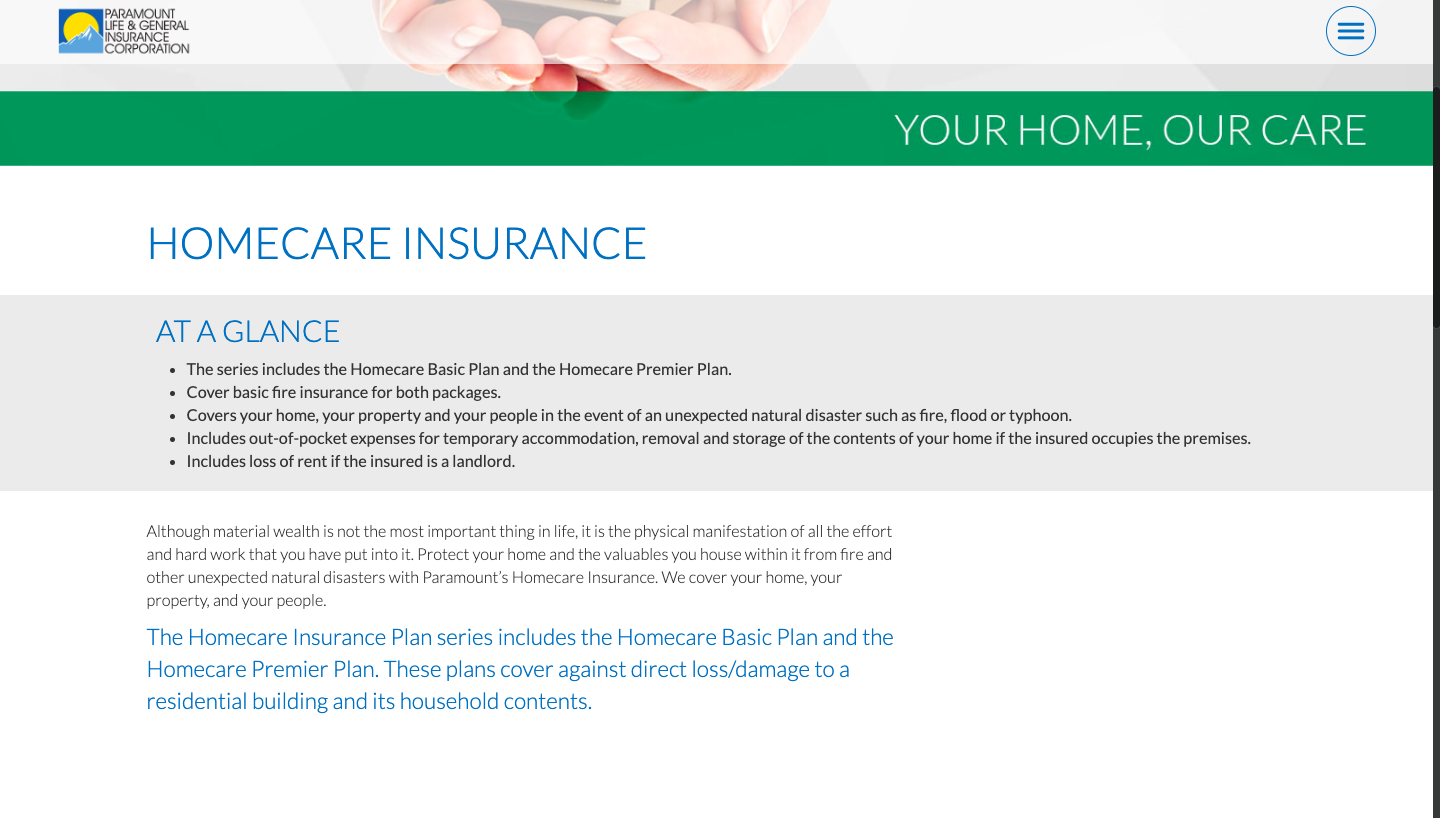 PARAMOUNT
LIFE & GENERAL
INSURANCE
CORPORATION
YOUR HOME, OUR CARE
HOMECARE INSURANCE
AT A GLANCE
• The series includes the Homecare Basic Plan and the Homecare Premier Plan.
• Cover basic fire insurance for both packages.
• Covers your home, your property and your people in the event of an unexpected natural disaster such as fire, flood or typhoon.
• Includes out-of-pocket expenses for temporary accommodation, removal and storage of the contents of your home if the insured occupies the premises.
• Includes loss of rent if the insured is a landlord.
Although material wealth is not the most important thing in life, it is the physical manifestation of all the effort
and hard work that you have put into it. Protect your home and the valuables you house within it from fire and
other unexpected natural disasters with Paramount’s Homecare Insurance. We cover your home, your
property, and your people.
The Homecare Insurance Plan series includes the Homecare Basic Plan and the
Homecare Premier Plan. These plans cover against direct loss/damage to a
residential building and its household contents.